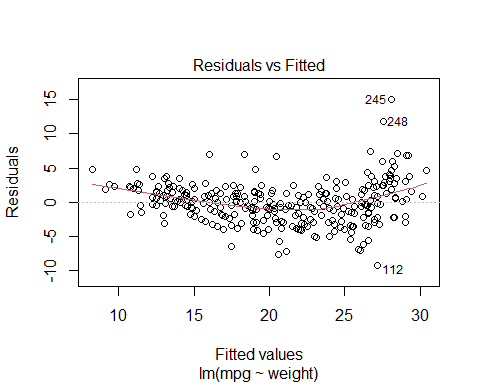 Residuals vs Fitted
Residuals
15
10
5
0
-5
-10
245
248
112
10 15 20 25 30
Fitted values
lm(mpg ~ weight)